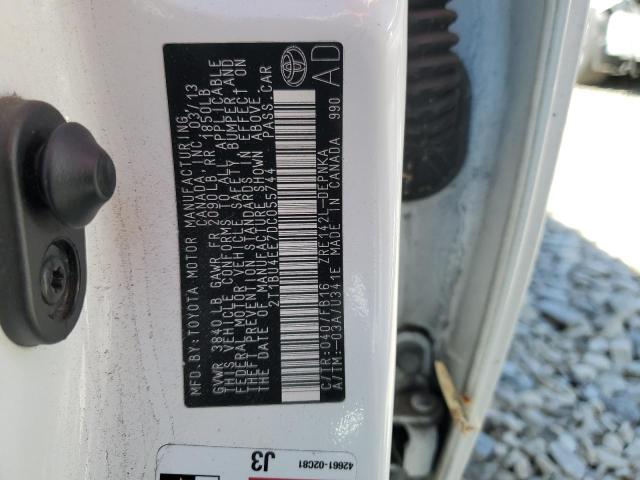 MFD.BY:TOYOTA MOTOR MANUFACTURING
CANADA, INC. 03/13
GVWR 3840 LB GAWR FR 2090LB, RR 1850LB
THIS VEHICLE CONFORMS TO ALL APPLICABLE
FEDERAL MOTOR VEHICLE SAFETY, BUMPER, AND
THEFT PREVENTION STANDARDS IN EFFECT ON
THE DATE OF MANUFACTURE SHOWN ABOVE.
2T1BU4EE7DC055744 PASS.CAR
C/TR:040/FB16 ZRE142L-DEPNKA
A/TM:-03A/U341E MADE IN CANADA 990
AD
42661-02C81
J3